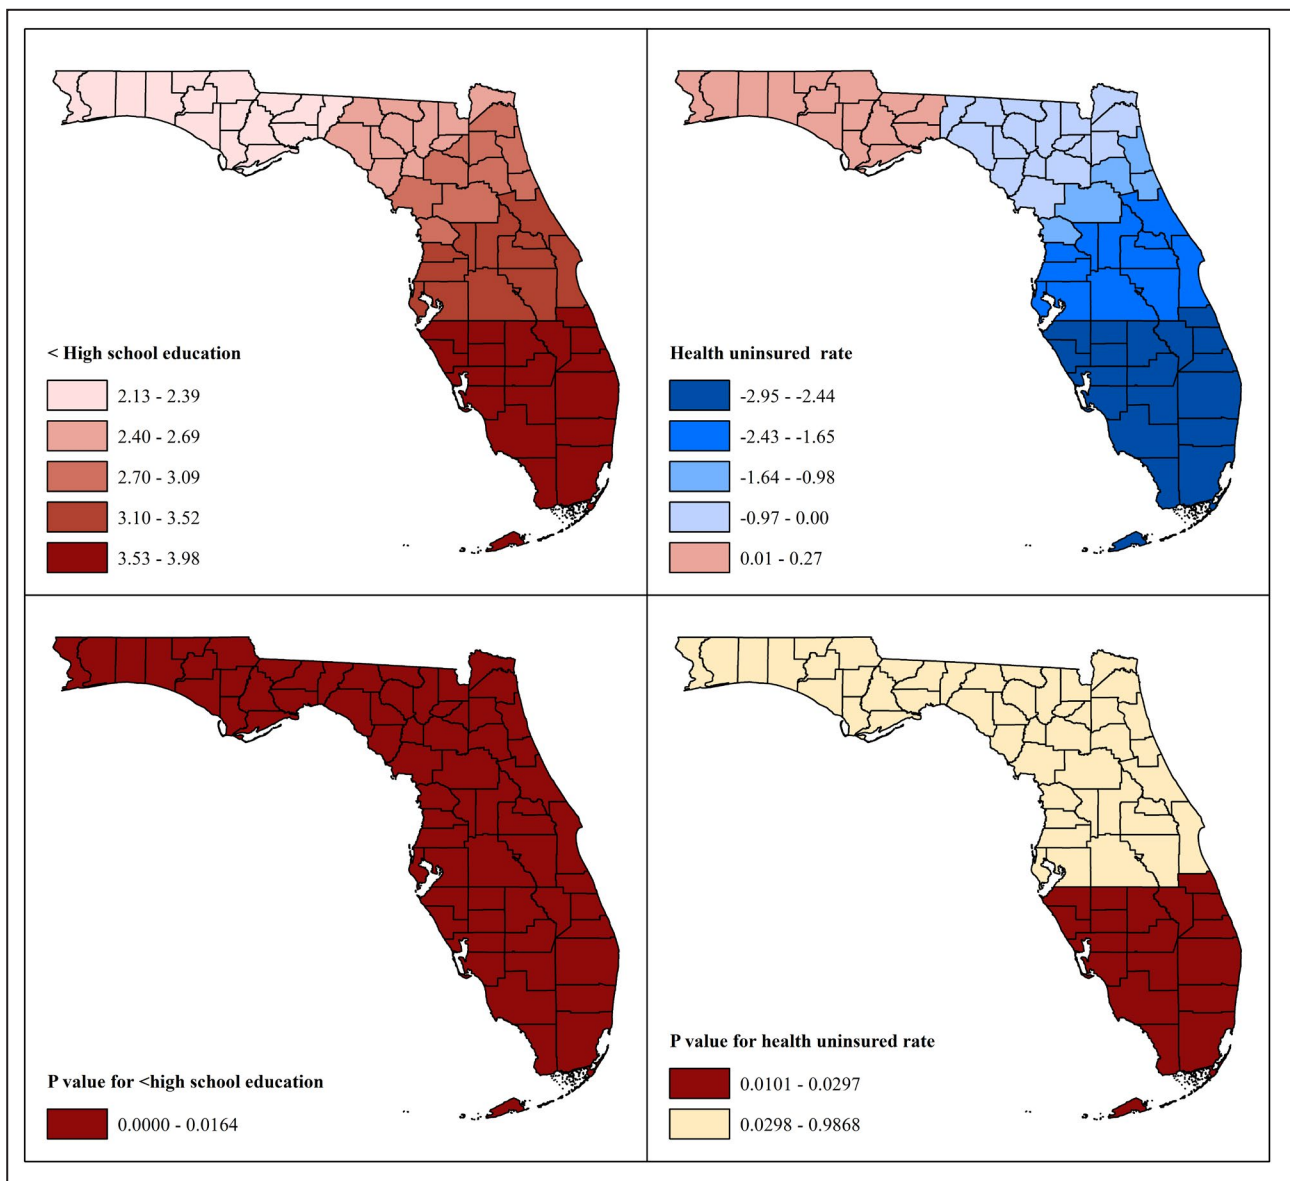 < High school education
2.13 - 2.39
2.40 - 2.69
2.70 - 3.09
3.10 - 3.52
3.53 - 3.98
Health uninsured rate
-2.95 - -2.44
-2.43 - -1.65
-1.64 - -0.98
-0.97 - 0.00
0.01 - 0.27
P value for <high school education
0.0000 - 0.0164
P value for health uninsured rate
0.0101 - 0.0297
0.0298 - 0.9868